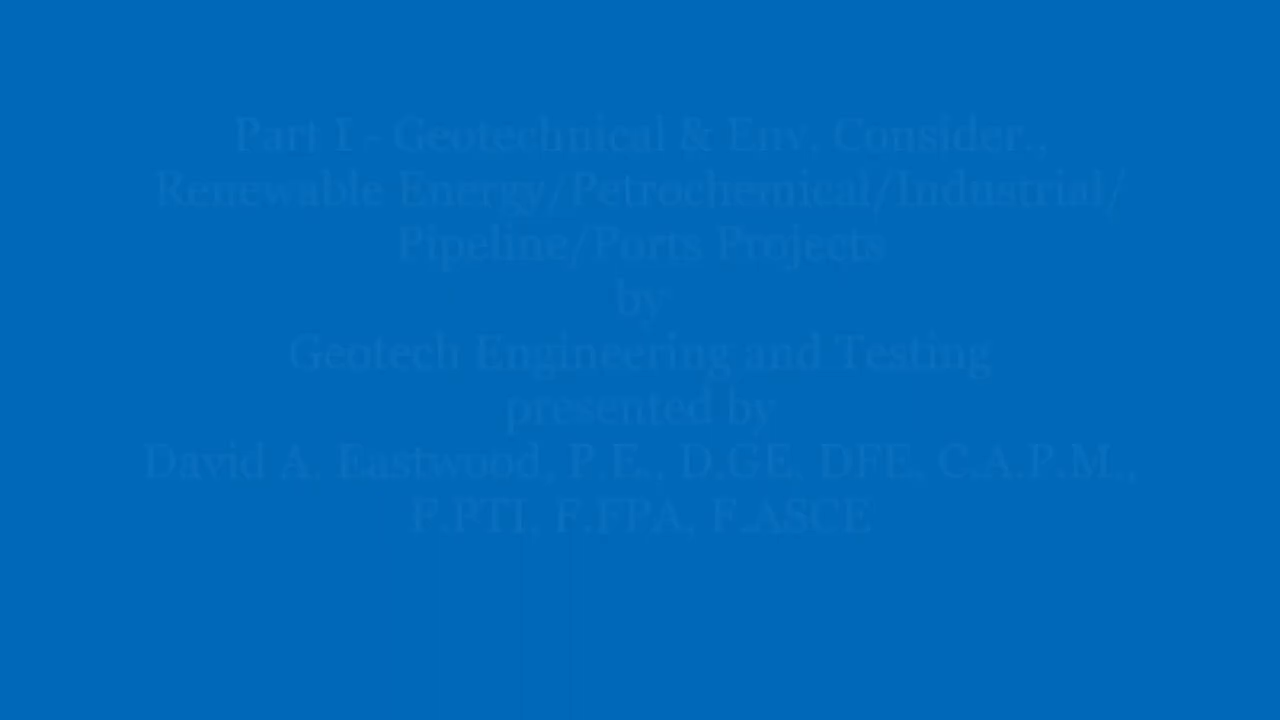 Part I - Geotechnical & Env. Consider.,
Renewable Energy/Petrochemical/Industrial/
Pipeline/Ports Projects
by
Geotech Engineering and Testing
presented by
David A. Eastwood, P.E., D.GE, DFE, C.A.P.M.,
F.PTI, F.FPA, F.ASCE